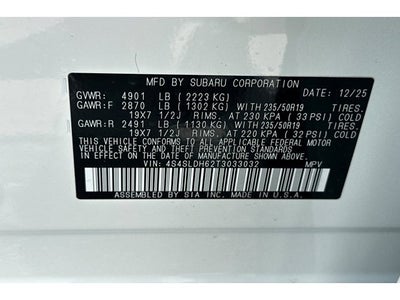 MFD BY SUBARU CORPORATION
GVWR: 4901 LB (2223 KG) 12/25
GAWR:F 2870 LB (1302 KG) WITH 235/50R19 TIRES.
19X7 1/2J RIMS. AT 230 KPA (33 PSI) COLD.
GAWR:R 2491 LB (1130 KG) WITH 235/50R19 TIRES.
19X7 1/2J RIMS. AT 220 KPA (32 PSI) COLD.
THIS VEHICLE CONFORMS TO ALL APPLICABLE FEDERAL MOTOR
VEHICLE SAFETY AND THEFT PREVENTION STANDARDS IN EFFECT
ON THE DATE OF MANUFACTURE SHOWN ABOVE.
VIN: 4S4SLDH62T3033032 MPV
ASSEMBLED BY SIA INC. MADE IN U.S.A.